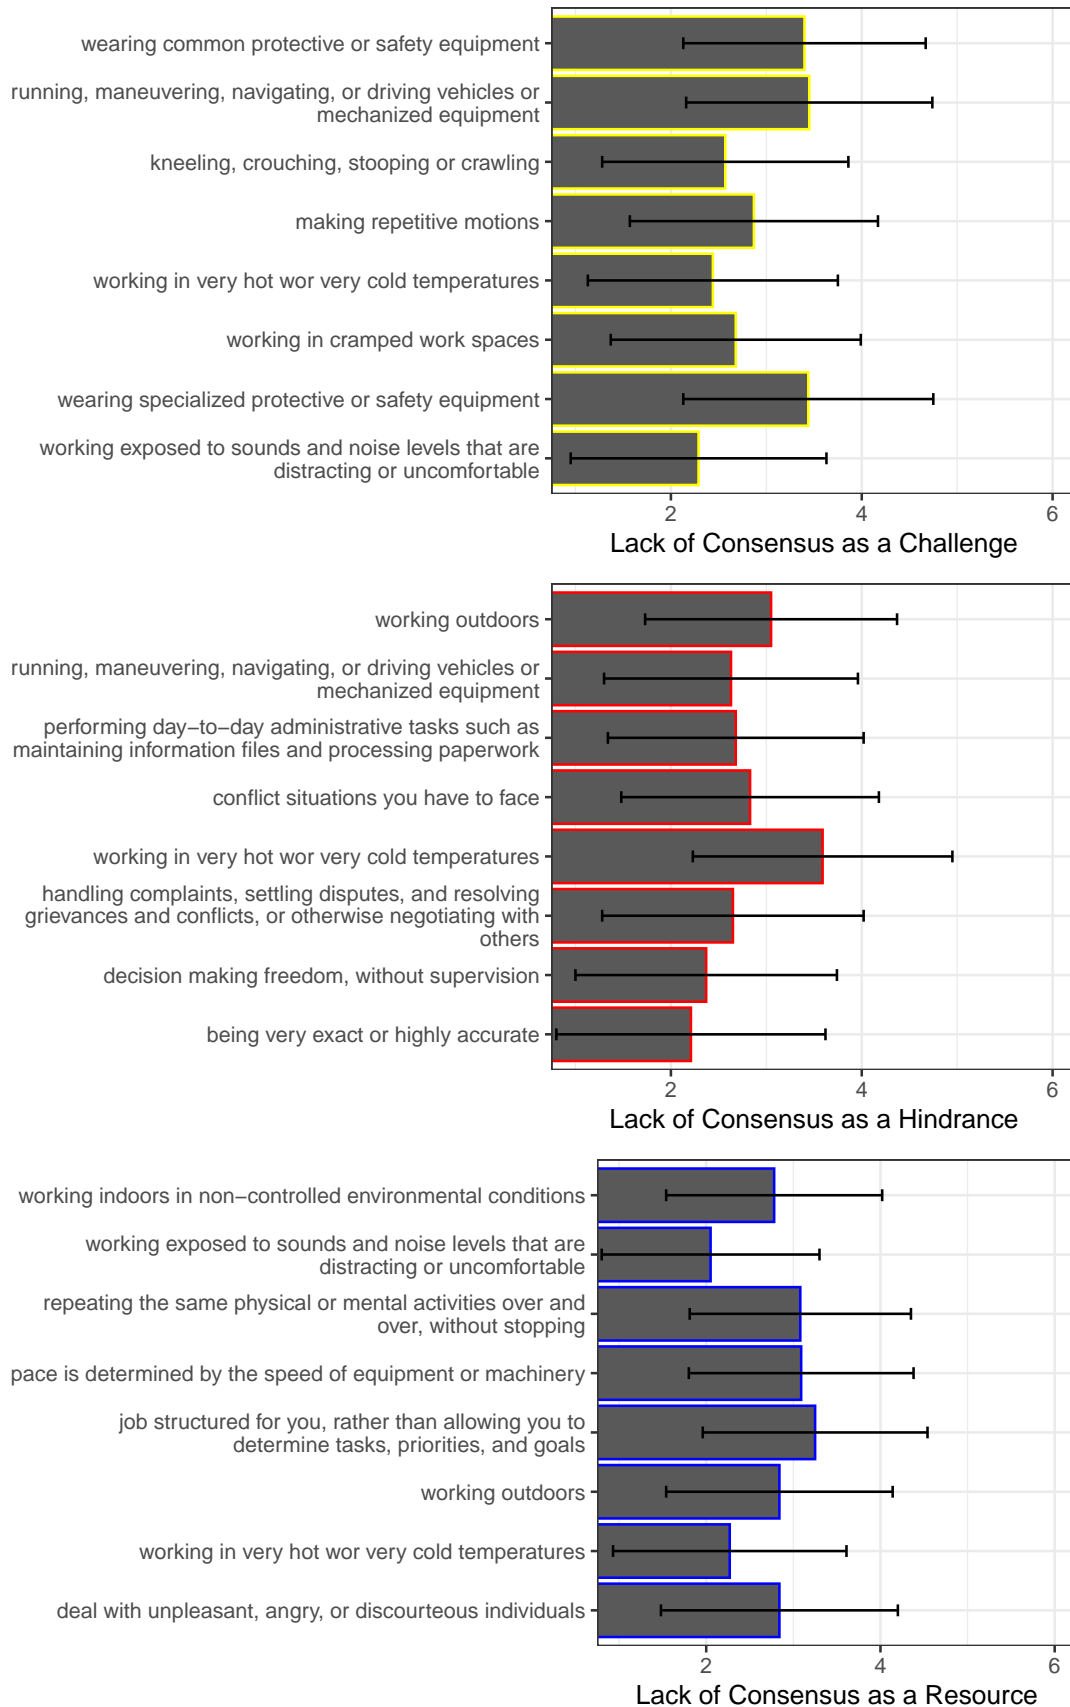 wearing common protective or safety equipment
running, maneuvering, navigating, or driving vehicles or
mechanized equipment
kneeling, crouching, stooping or crawling
making repetitive motions
working in very hot wor very cold temperatures
working in cramped work spaces
wearing specialized protective or safety equipment
working exposed to sounds and noise levels that are
distracting or uncomfortable
2 4 6
Lack of Consensus as a Challenge
working outdoors
running, maneuvering, navigating, or driving vehicles or
mechanized equipment
performing day−to−day administrative tasks such as
maintaining information files and processing paperwork
conflict situations you have to face
working in very hot wor very cold temperatures
handling complaints, settling disputes, and resolving
grievances and conflicts, or otherwise negotiating with
others
decision making freedom, without supervision
being very exact or highly accurate
2 4 6
Lack of Consensus as a Hindrance
working indoors in non−controlled environmental conditions
working exposed to sounds and noise levels that are
distracting or uncomfortable
repeating the same physical or mental activities over and
over, without stopping
pace is determined by the speed of equipment or machinery
job structured for you, rather than allowing you to
determine tasks, priorities, and goals
working outdoors
working in very hot wor very cold temperatures
deal with unpleasant, angry, or discourteous individuals
2 4 6
Lack of Consensus as a Resource